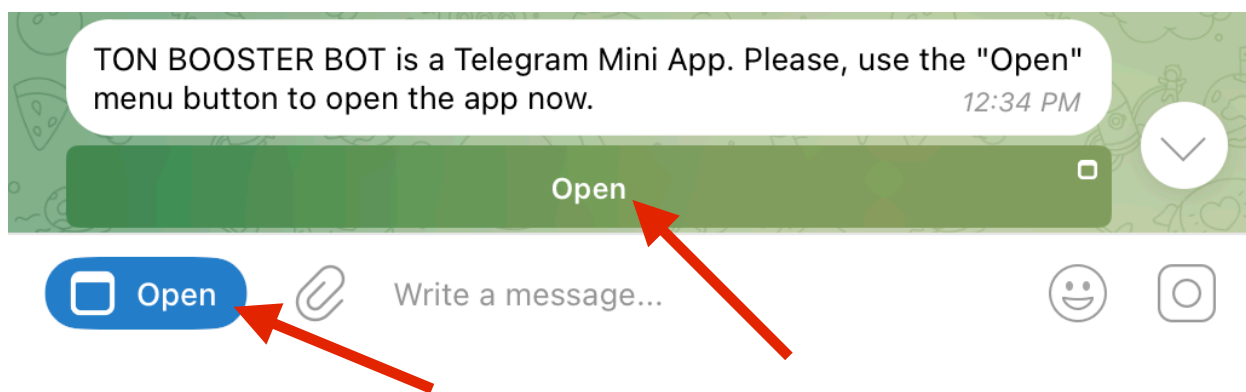 TON BOOSTER BOT is a Telegram Mini App. Please, use the "Open"
menu button to open the app now.
12:34 PM
Open
Open
Write a message...